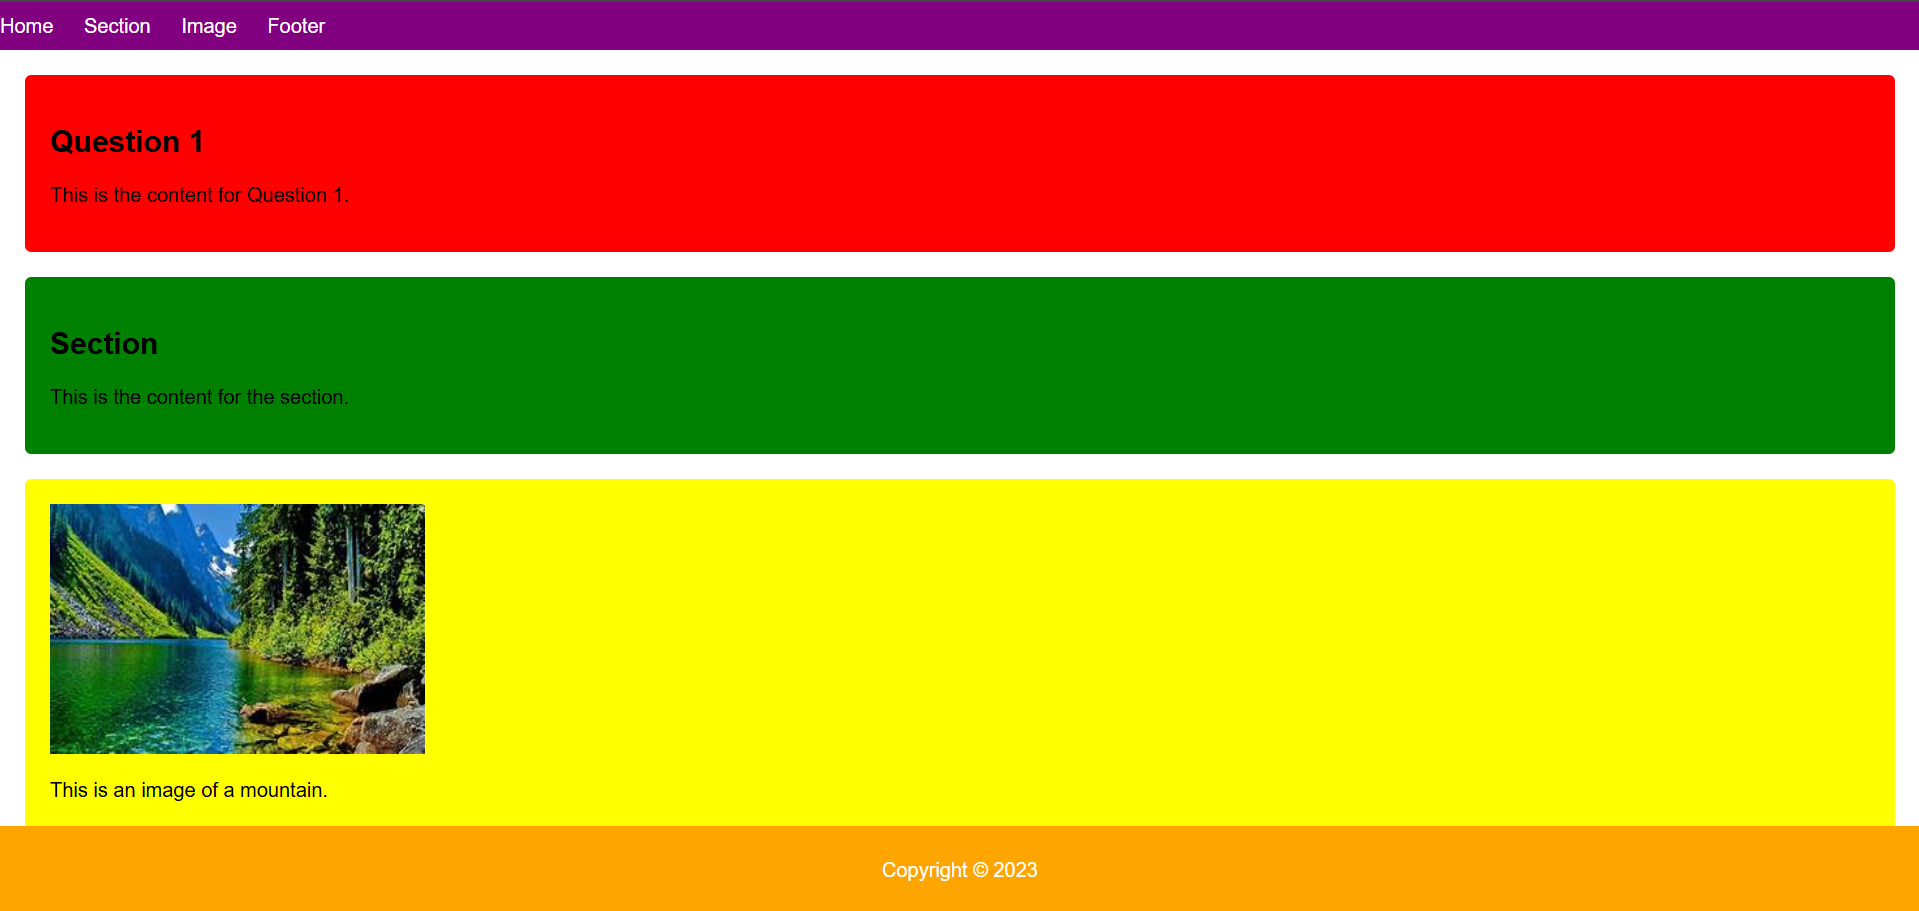 Home Section Image Footer
Question 1
This is the content for Question 1.
Section
This is the content for the section.
This is an image of a mountain.
Copyright © 2023